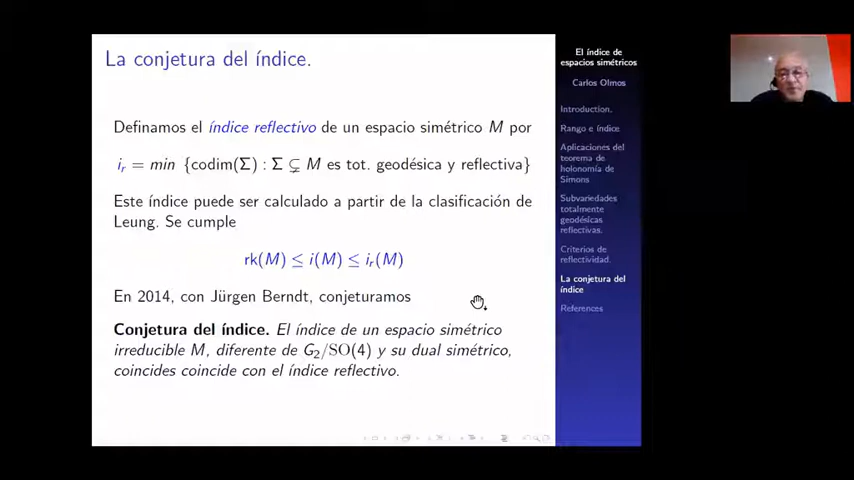 La conjetura del índice.
Definamos el índice reflectivo de un espacio simétrico M por
i_r = min {codim(Σ) : Σ ⊊ M es tot. geodésica y reflectiva}
Este índice puede ser calculado a partir de la clasificación de
Leung. Se cumple
rk(M) ≤ i(M) ≤ i_r(M)
En 2014, con Jürgen Berndt, conjeturamos
Conjetura del índice. El índice de un espacio simétrico
irreducible M, diferente de G₂/SO(4) y su dual simétrico,
coincides coincide con el índice reflectivo.
El índice de
espacios simétricos
Carlos Olmos
Introduction.
Rango e índice
Aplicaciones del
teorema de
holonomía de
Simons
Subvariedades
totalmente
geodésicas
reflectivas.
Criterios de
reflectividad.
La conjetura del
índice
References